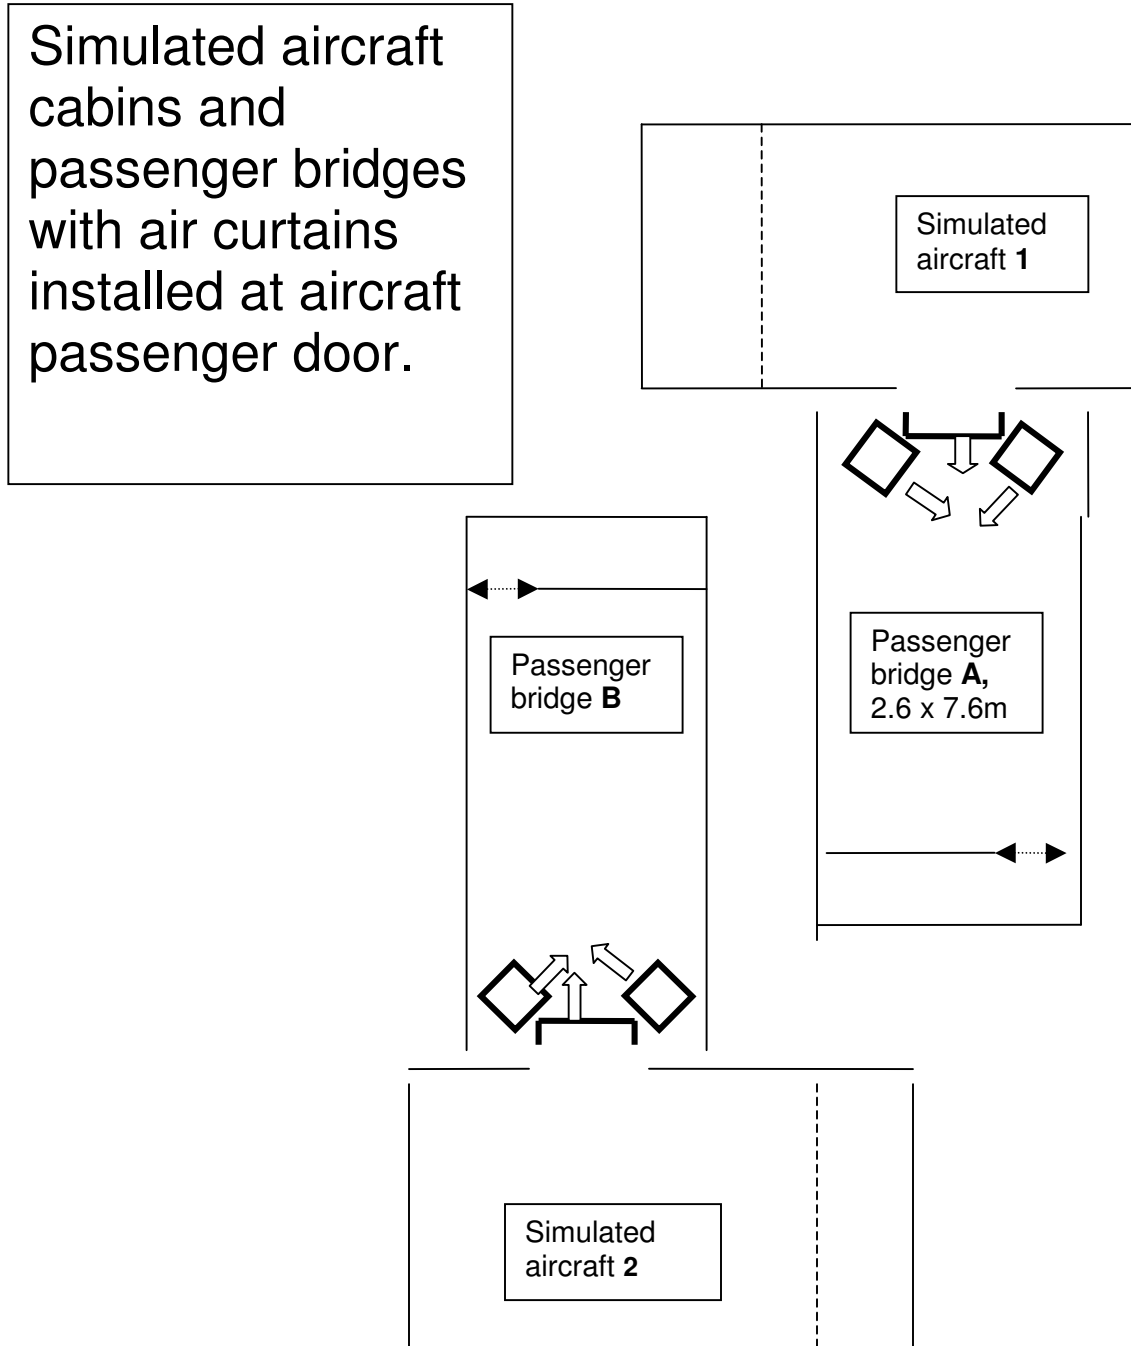 Simulated aircraft
cabins and
passenger bridges
with air curtains
installed at aircraft
passenger door.
Simulated
aircraft 1
Passenger
bridge A,
2.6 x 7.6m
Passenger
bridge B
Simulated
aircraft 2